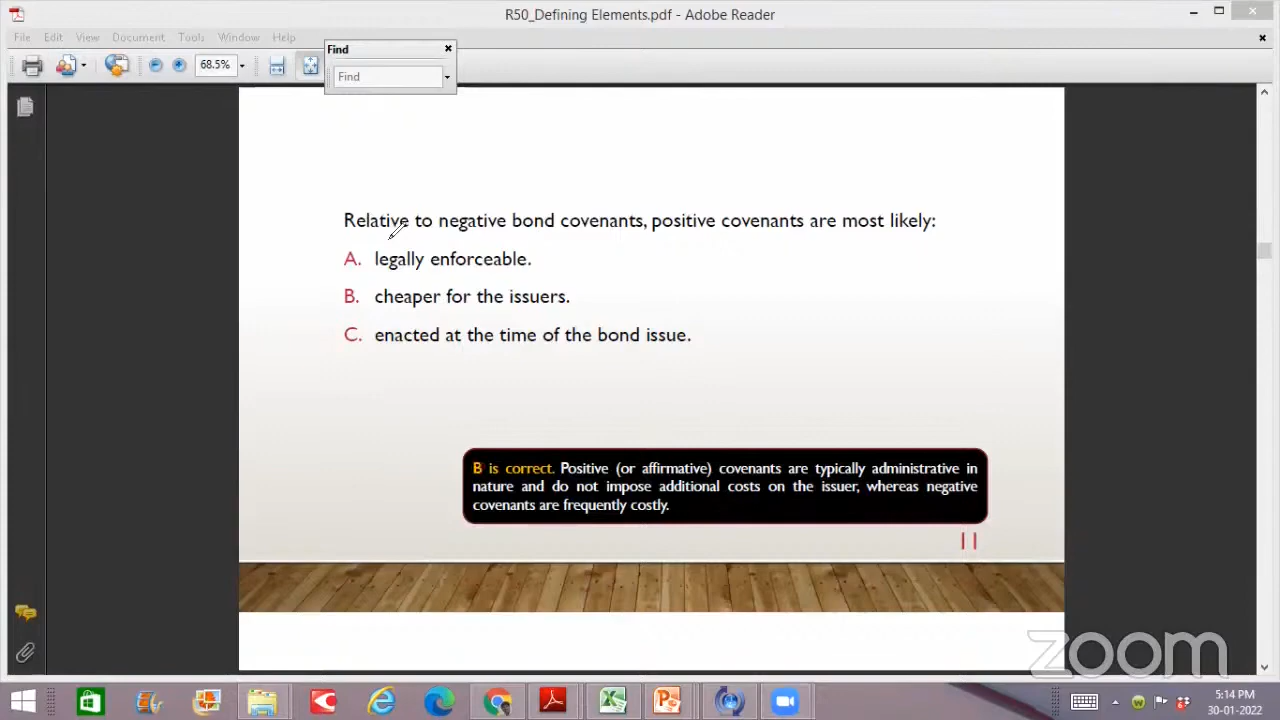 R50_Defining Elements.pdf - Adobe Reader
File Edit View Document Tools Window Help
Find
68.5%
Find
Relative to negative bond covenants, positive covenants are most likely:
A. legally enforceable.
B. cheaper for the issuers.
C. enacted at the time of the bond issue.
B is correct. Positive (or affirmative) covenants are typically administrative in
nature and do not impose additional costs on the issuer, whereas negative
covenants are frequently costly.
11
zoom
5:14 PM
30-01-2022